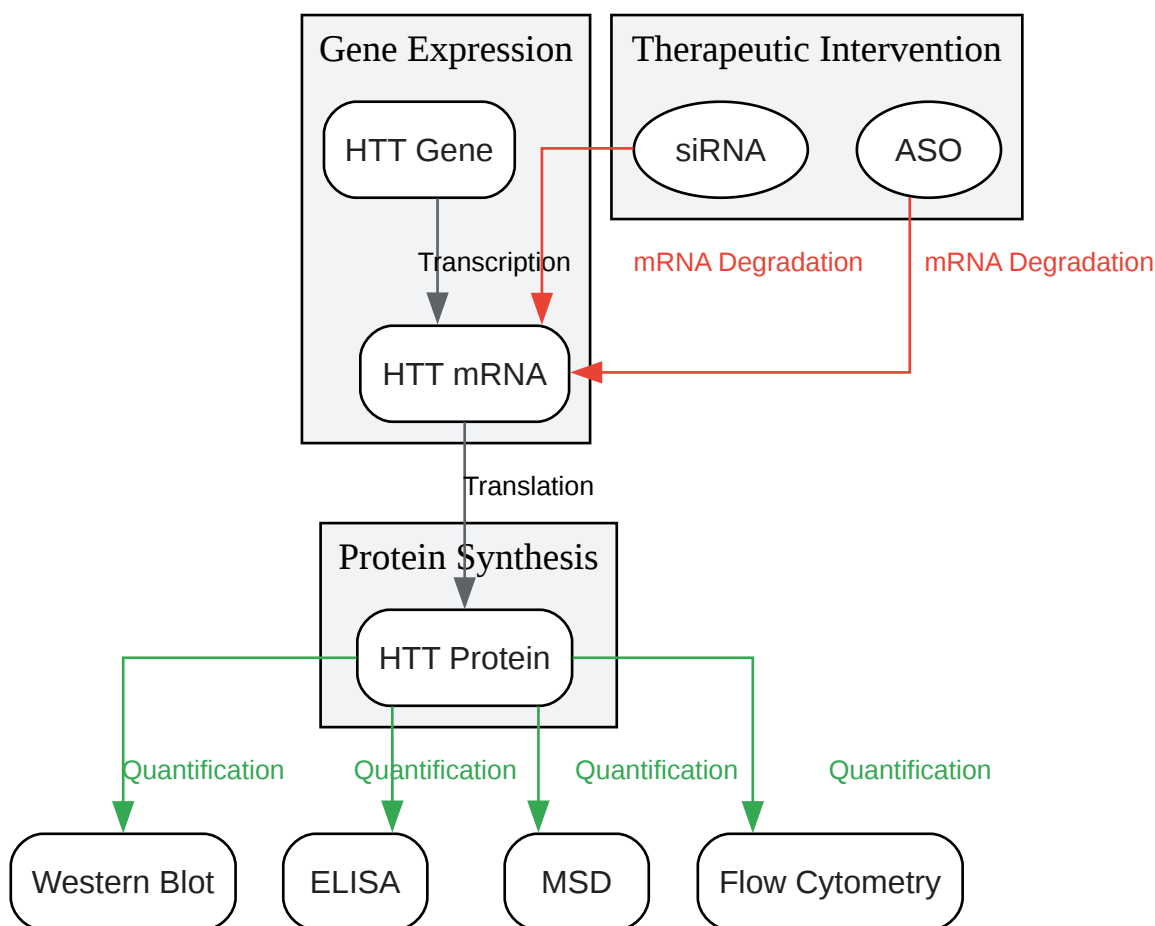 Gene Expression
Therapeutic Intervention
HTT Gene
siRNA
ASO
Transcription
mRNA Degradation
mRNA Degradation
HTT mRNA
Translation
Protein Synthesis
HTT Protein
Quantification
Quantification
Quantification
Quantification
Western Blot
ELISA
MSD
Flow Cytometry